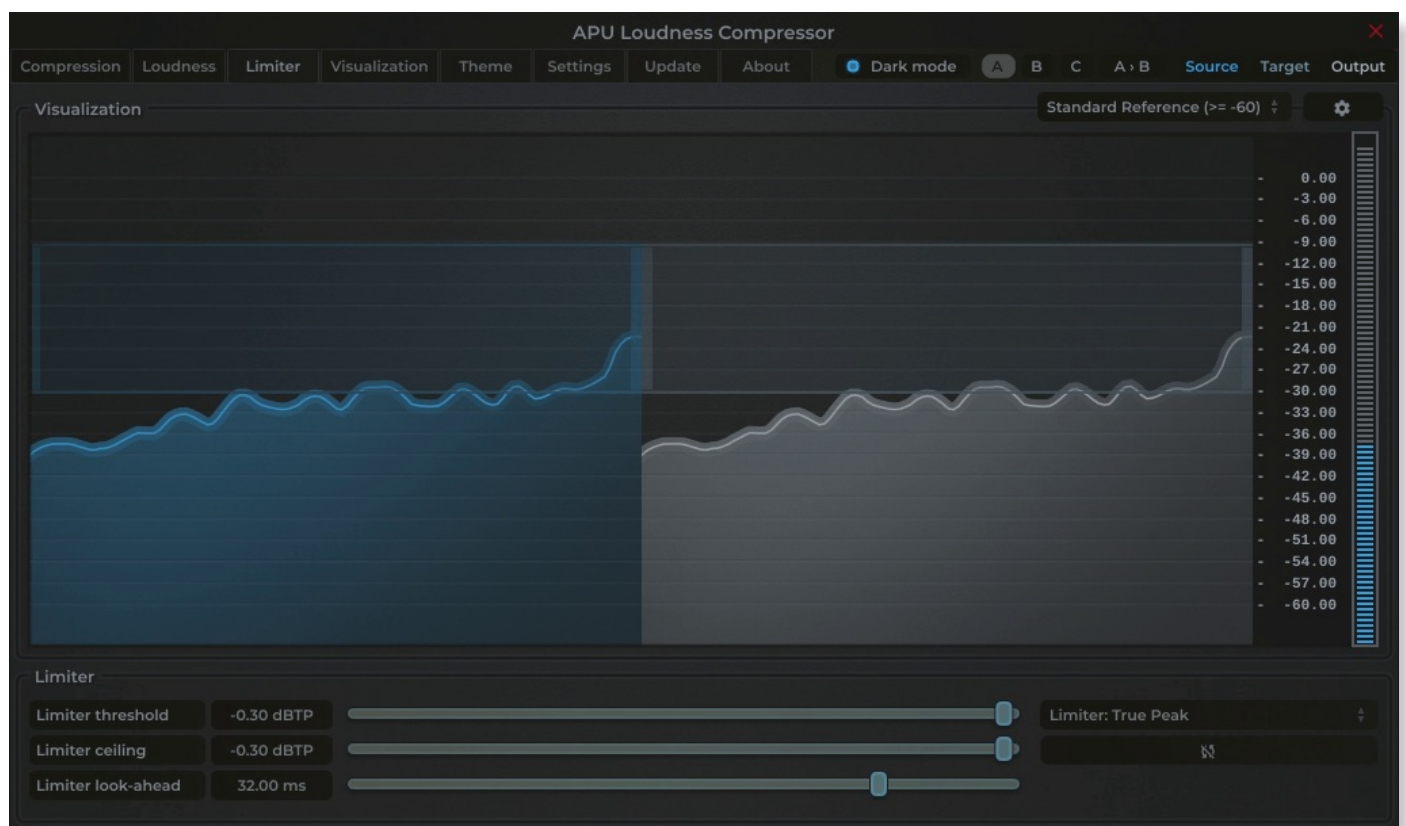 APU Loudness Compressor
Compression Loudness Limiter Visualization Theme Settings Update About Dark mode A B C A › B Source Target Output
Visualization
Standard Reference (>= -60)
0.00
-3.00
-6.00
-9.00
-12.00
-15.00
-18.00
-21.00
-24.00
-27.00
-30.00
-33.00
-36.00
-39.00
-42.00
-45.00
-48.00
-51.00
-54.00
-57.00
-60.00
Limiter
Limiter threshold -0.30 dBTP Limiter: True Peak
Limiter ceiling -0.30 dBTP
Limiter look-ahead 32.00 ms